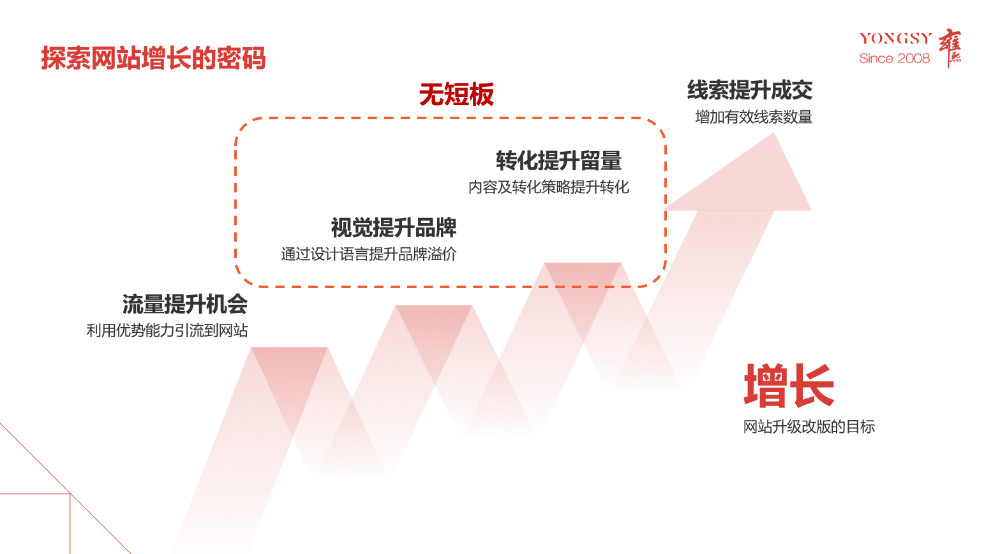 探索网站增长的密码
YONGSY
Since 2008
雍熙
无短板
线索提升成交
增加有效线索数量
转化提升留量
内容及转化策略提升转化
视觉提升品牌
通过设计语言提升品牌溢价
流量提升机会
利用优势能力引流到网站
增长
网站升级改版的目标